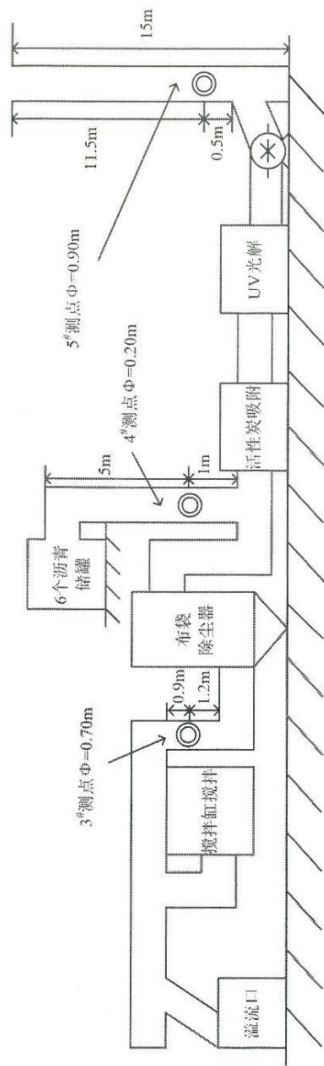 溢流口
搅拌缸搅拌
3#测点Φ=0.70m
0.9m
1.2m
布袋
除尘器
6个沥青
储罐
5m
1m
4#测点Φ=0.20m
活性炭吸附
UV光解
5#测点Φ=0.90m
11.5m
0.5m
15m